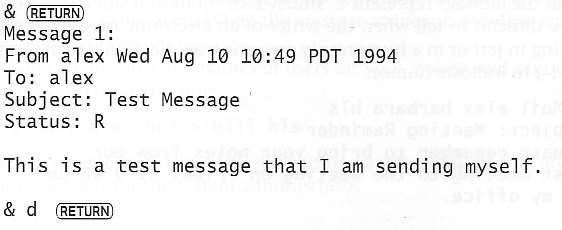 & (RETURN)
Message 1:
From alex Wed Aug 10 10:49 PDT 1994
To: alex
Subject: Test Message
Status: R

This is a test message that I am sending myself.

& d (RETURN)